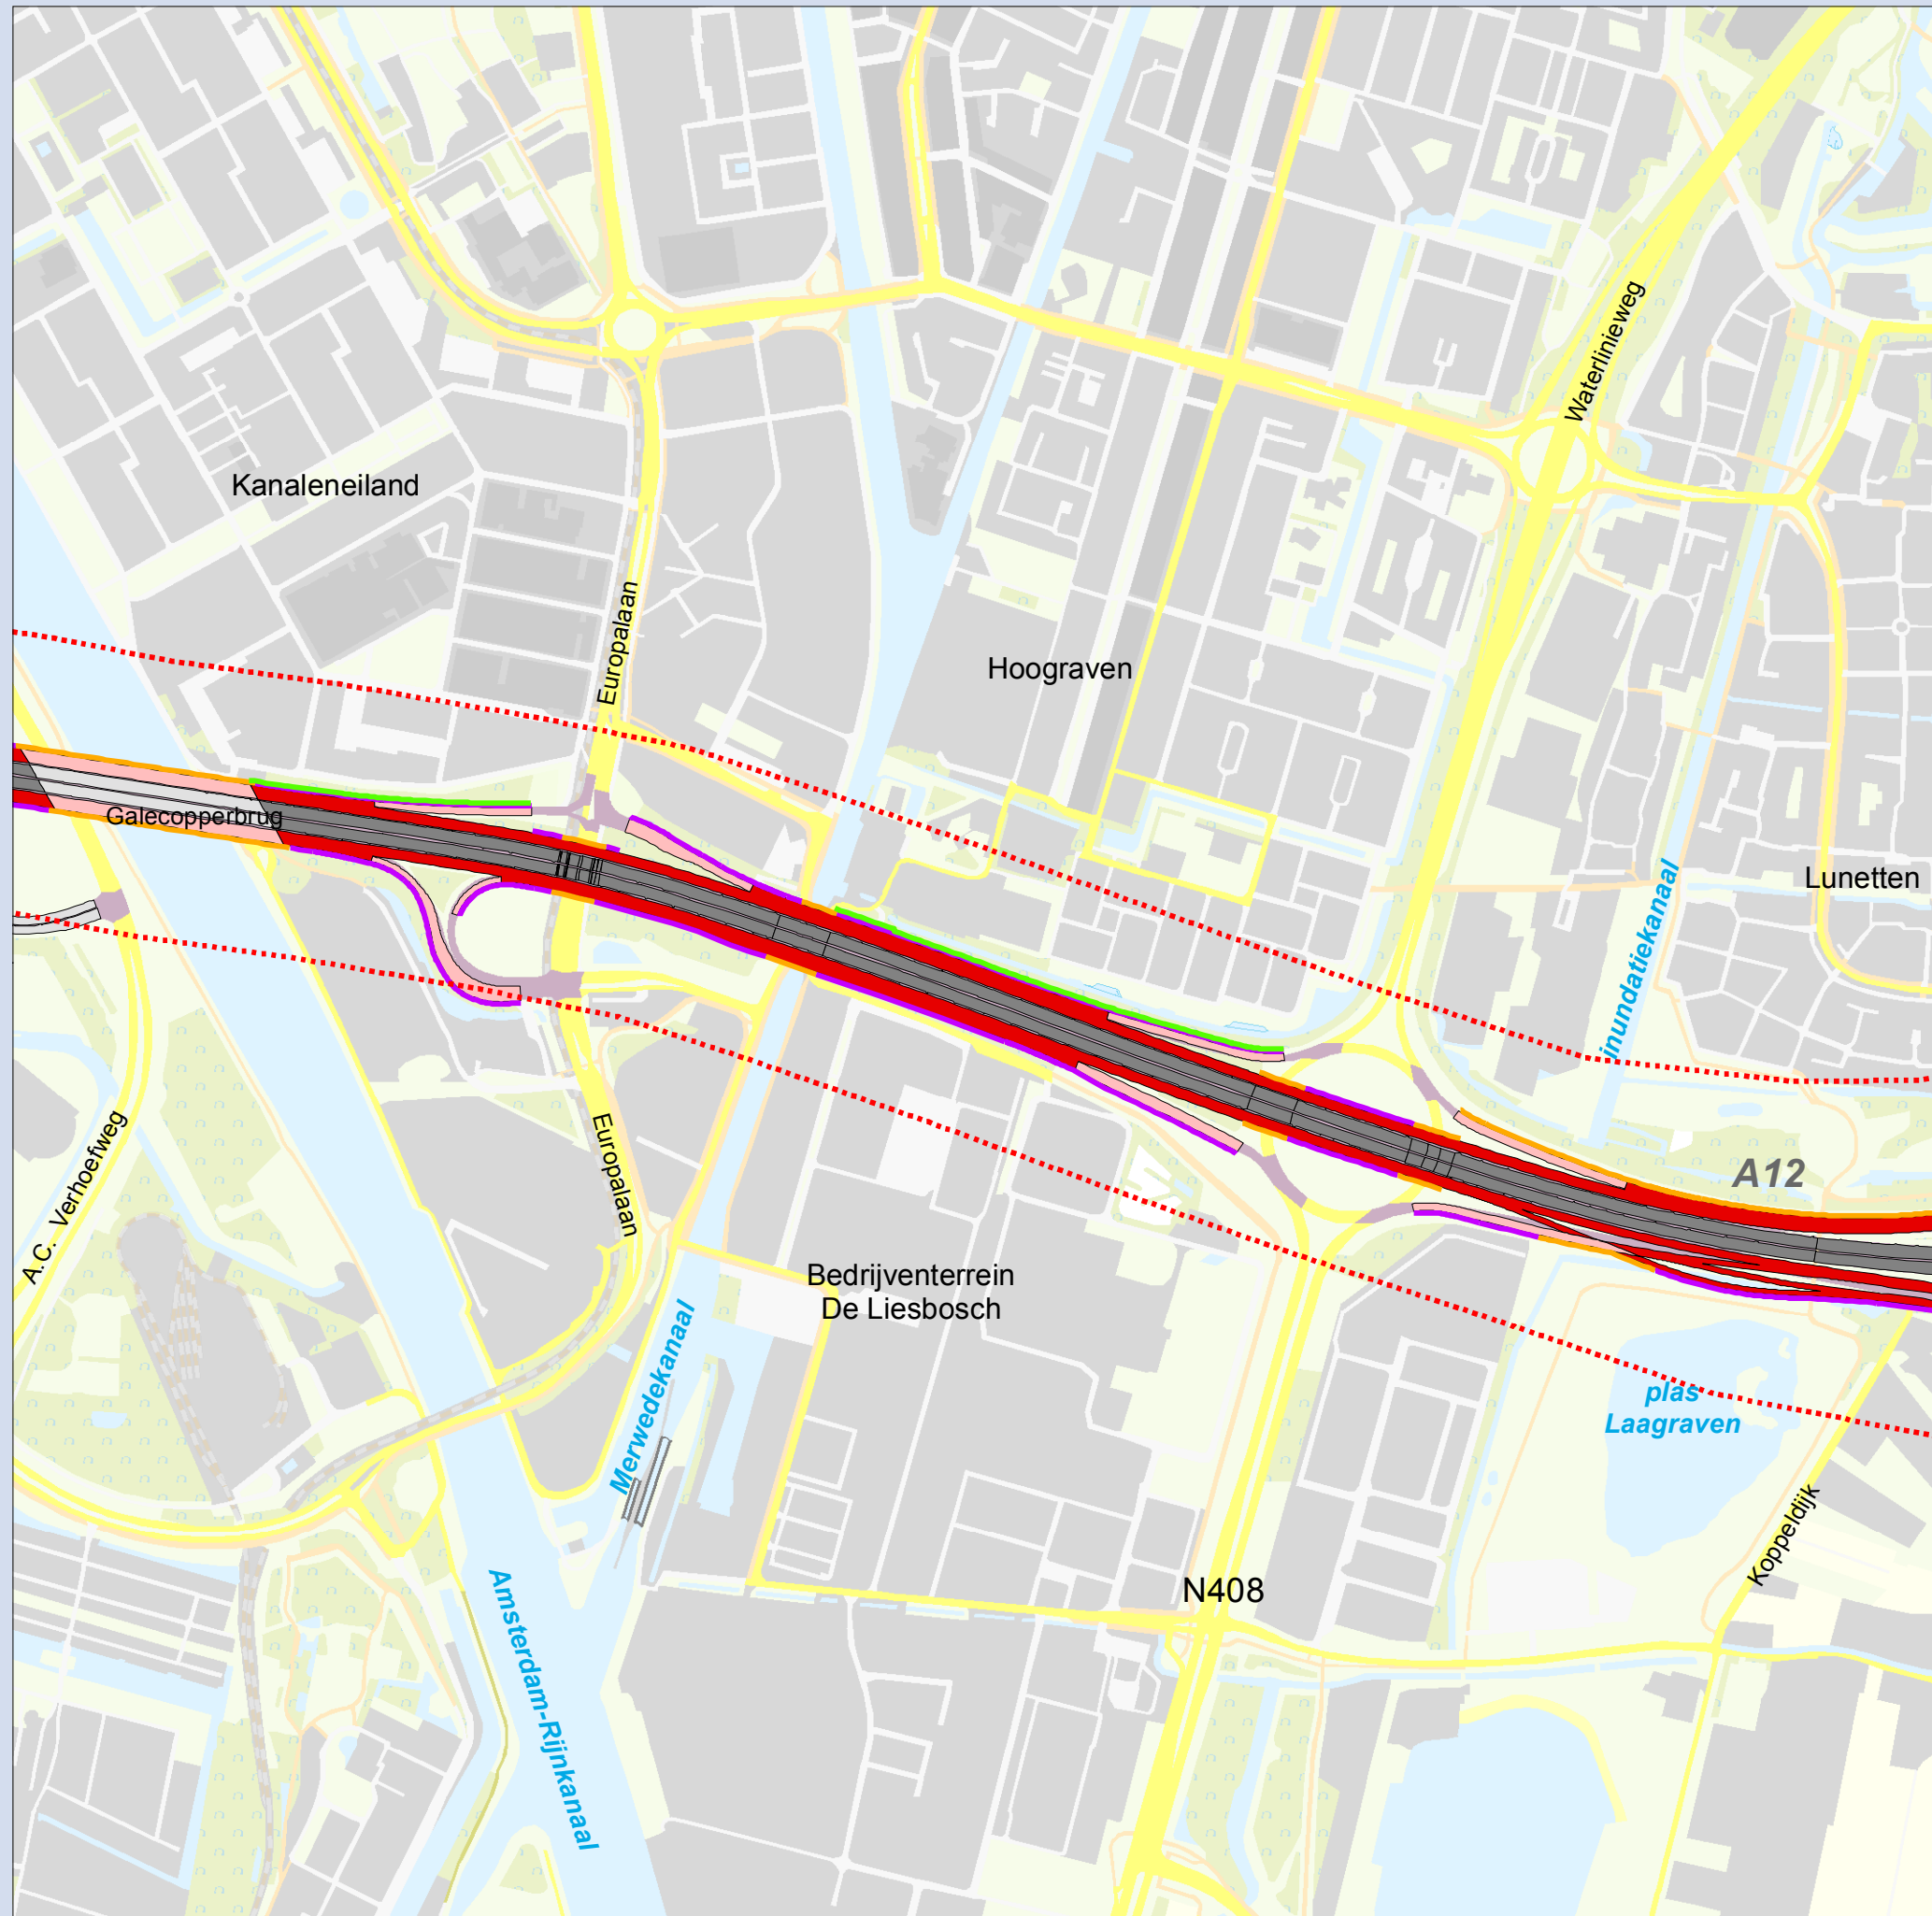 Waterlinieweg
Kanaleneiland
Europalaan
Hoograven
Galecopperbrug
Lunetten
inundatiekanaal
A.C. Verhoefweg
Europalaan
A12
Bedrijventerrein
De Liesbosch
Merwedekanaal
plas
Laagraven
Koppeldijk
N408
Amsterdam-Rijnkanaal